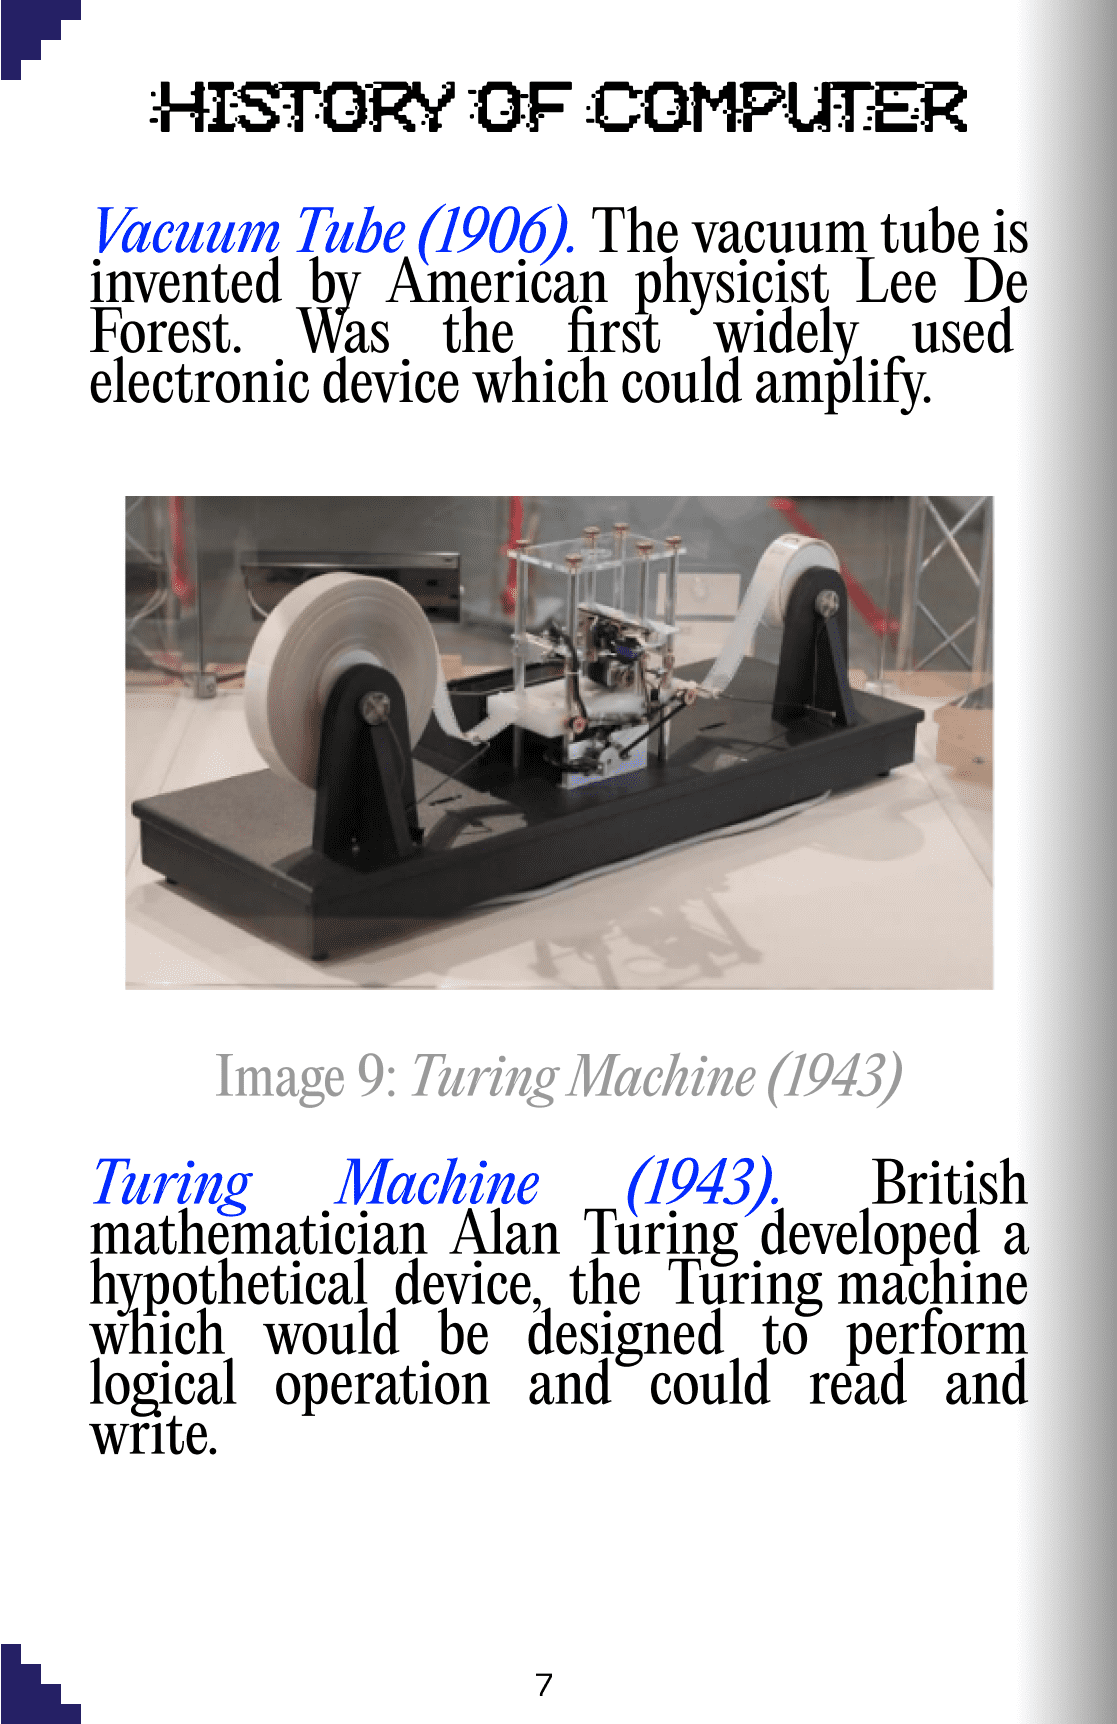 HISTORY OF COMPUTER
Vacuum Tube (1906). The vacuum tube is
invented by American physicist Lee De
Forest. Was the first widely used
electronic device which could amplify.
Image 9: Turing Machine (1943)
Turing Machine (1943). British
mathematician Alan Turing developed a
hypothetical device, the Turing machine
which would be designed to perform
logical operation and could read and
write.
7